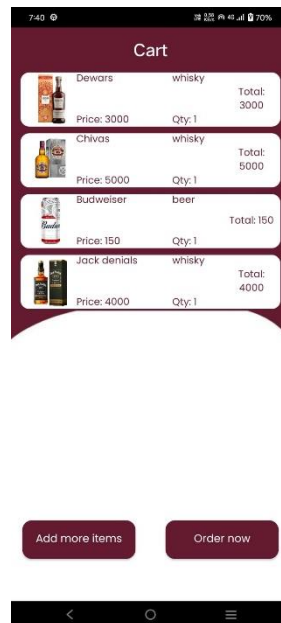 7:40 4G 70%
Cart
Dewars whisky
Total:
3000
Price: 3000 Qty: 1
Chivas whisky
Total:
5000
Price: 5000 Qty: 1
Budweiser beer
Total: 150
Price: 150 Qty: 1
Jack denials whisky
Total:
4000
Price: 4000 Qty: 1
Add more items Order now